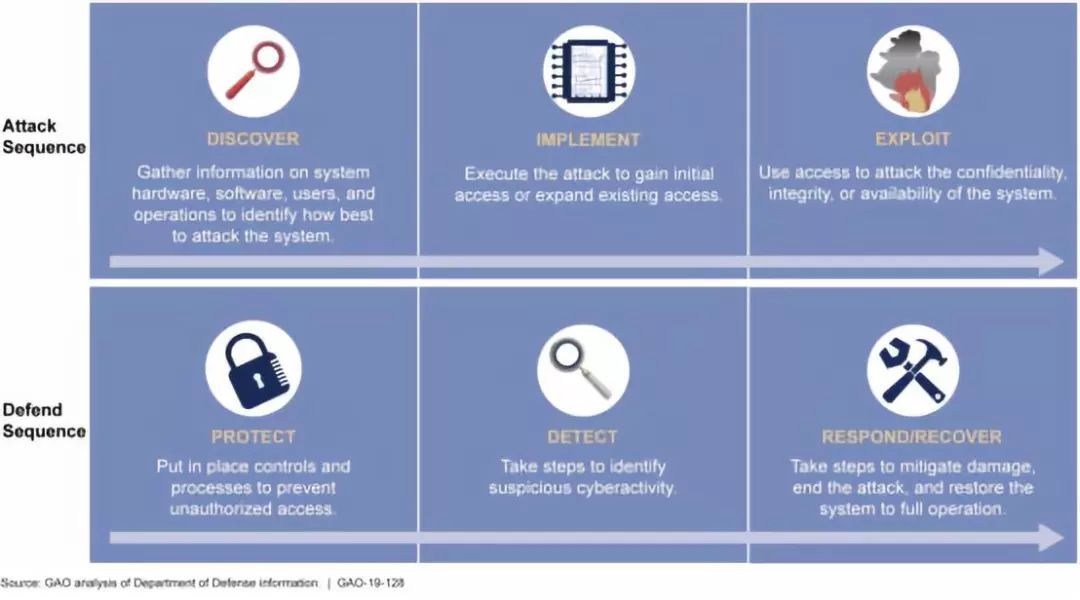 Attack
Sequence
DISCOVER
Gather information on system
hardware, software, users, and
operations to identify how best
to attack the system.
IMPLEMENT
Execute the attack to gain initial
access or expand existing access.
EXPLOIT
Use access to attack the confidentiality,
integrity, or availability of the system.
Defend
Sequence
PROTECT
Put in place controls and
processes to prevent
unauthorized access.
DETECT
Take steps to identify
suspicious cyberactivity.
RESPOND/RECOVER
Take steps to mitigate damage,
end the attack, and restore the
system to full operation.
Source: GAO analysis of Department of Defense information. | GAO-19-128